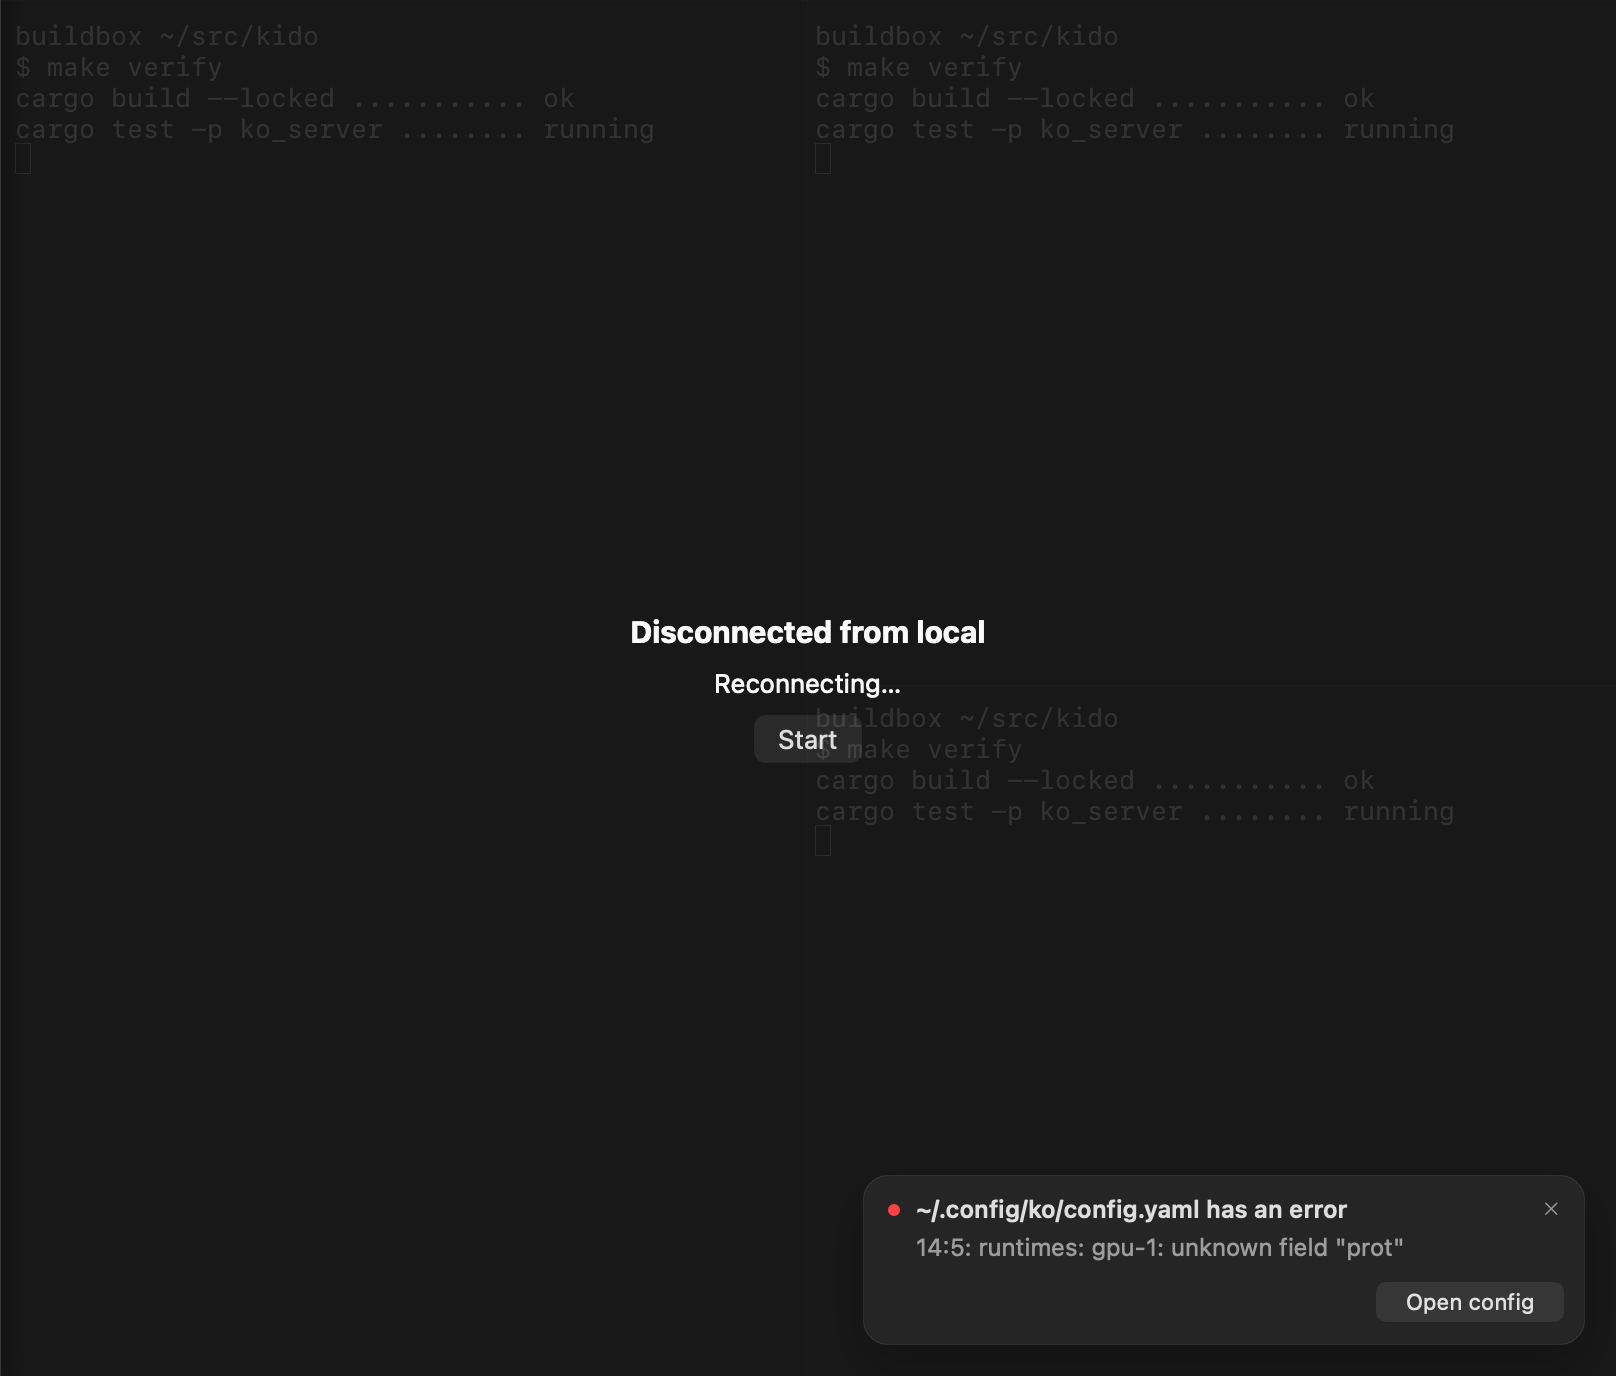 buildbox ~/src/kido
$ make verify
cargo build --locked ........... ok
cargo test -p ko_server ........ running
buildbox ~/src/kido
$ make verify
cargo build --locked ........... ok
cargo test -p ko_server ........ running
Disconnected from local
Reconnecting...
Start
buildbox ~/src/kido
$ make verify
cargo build --locked ........... ok
cargo test -p ko_server ........ running
~/.config/ko/config.yaml has an error
14:5: runtimes: gpu-1: unknown field "prot"
Open config